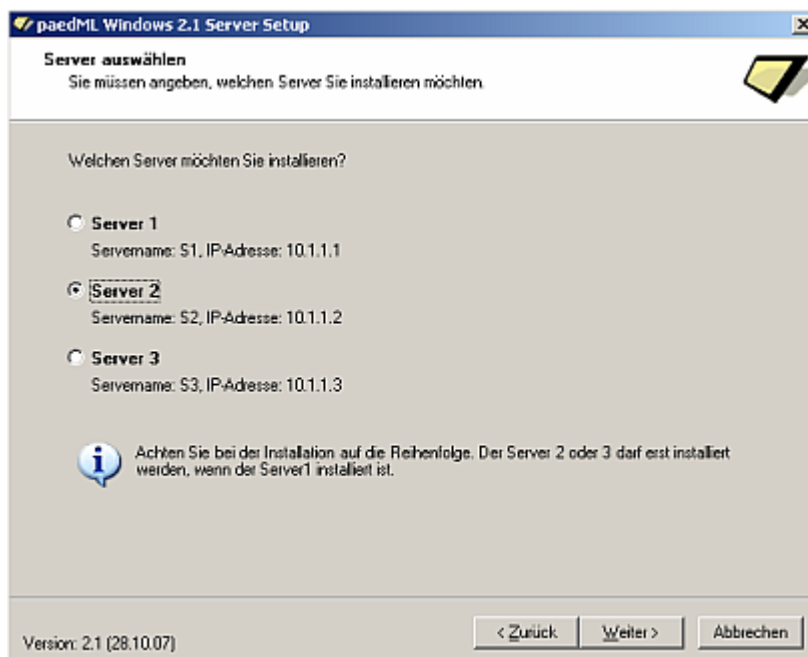 paedML Windows 2.1 Server Setup
Server auswählen
Sie müssen angeben, welchen Server Sie installieren möchten.
Welchen Server möchten Sie installieren?
Server 1
Servername: S1, IP-Adresse: 10.1.1.1
Server 2
Servername: S2, IP-Adresse: 10.1.1.2
Server 3
Servername: S3, IP-Adresse: 10.1.1.3
Achten Sie bei der Installation auf die Reihenfolge. Der Server 2 oder 3 darf erst installiert
werden, wenn der Server1 installiert ist.
Version: 2.1 (28.10.07)
< Zurück
Weiter >
Abbrechen